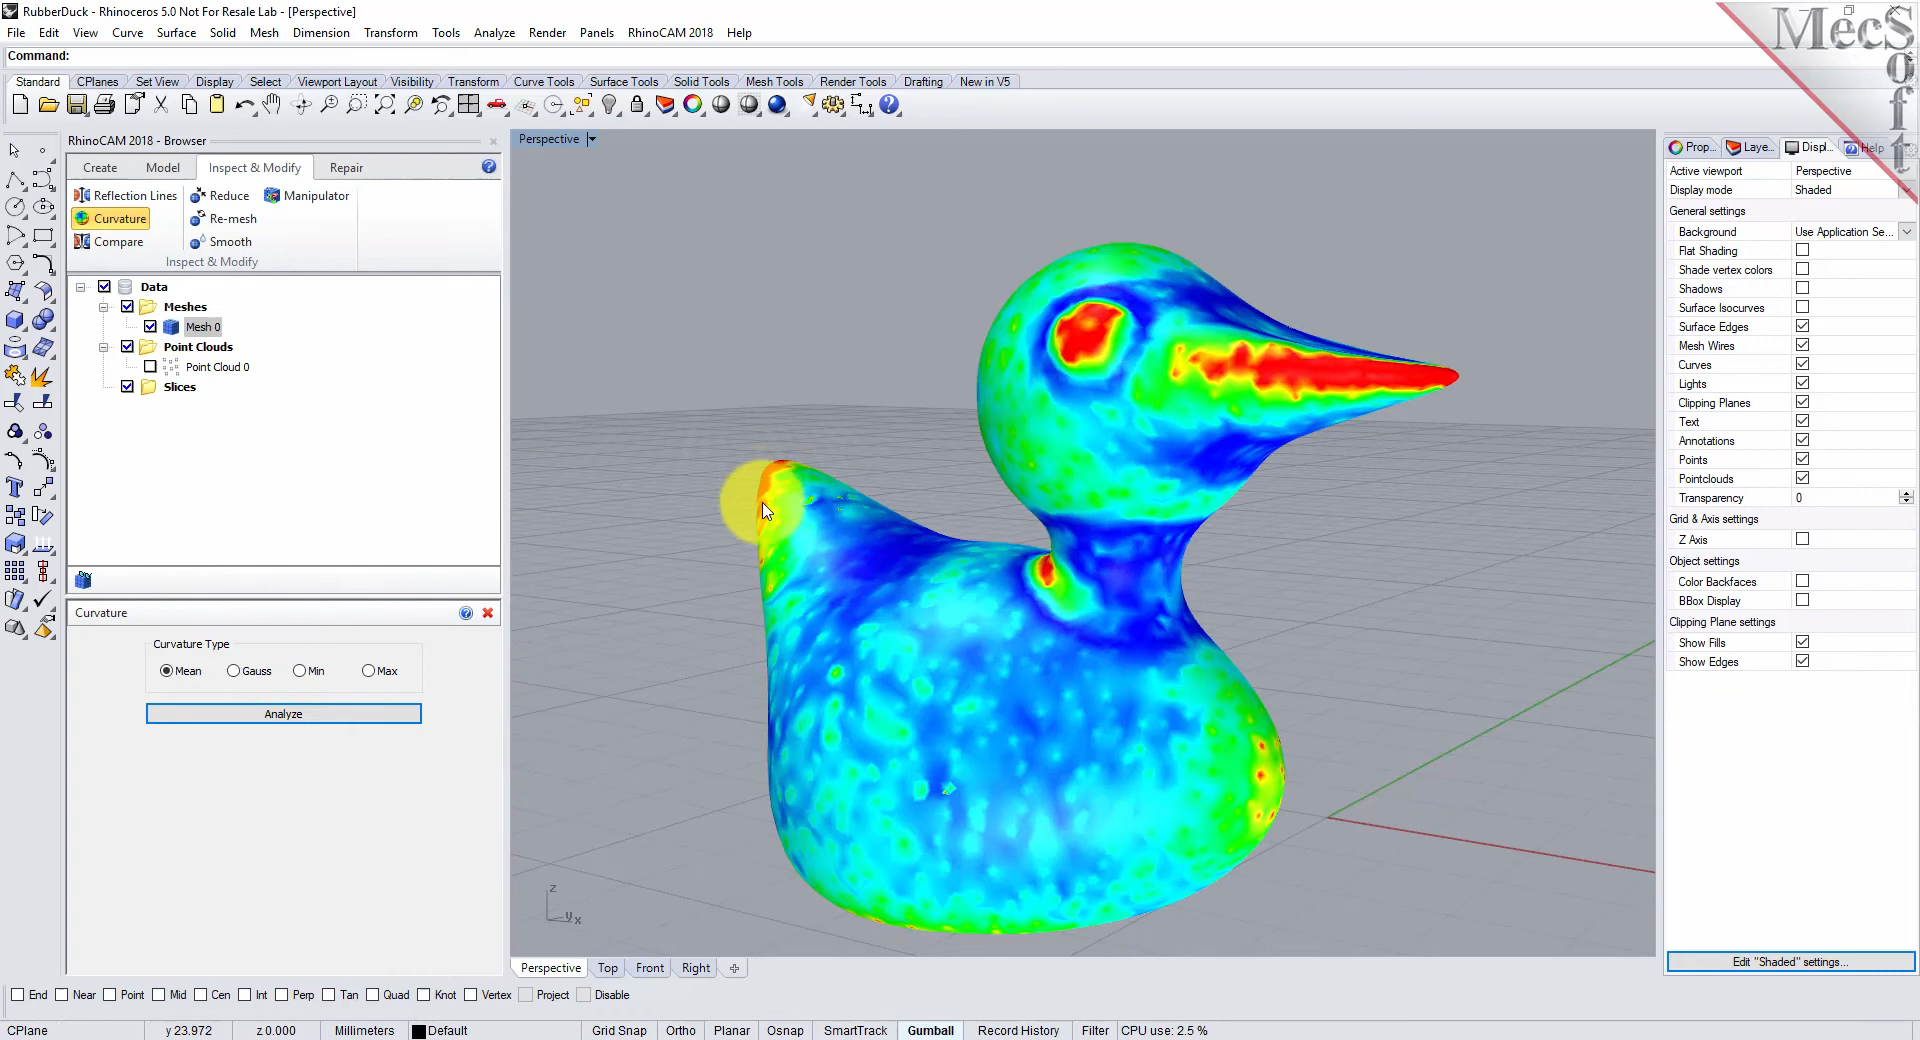 RubberDuck - Rhinoceros 5.0 Not For Resale Lab - [Perspective]
File Edit View Curve Surface Solid Mesh Dimension Transform Tools Analyze Render Panels RhinoCAM 2018 Help
Command:
Standard CPlanes Set View Display Select Viewport Layout Visibility Transform Curve Tools Surface Tools Solid Tools Mesh Tools Render Tools Drafting New in V5
MecSoft
RhinoCAM 2018 - Browser
Create Model Inspect & Modify Repair
Reflection Lines Reduce Manipulator
Curvature Re-mesh
Compare Smooth
Inspect & Modify
Data
Meshes
Mesh 0
Point Clouds
Point Cloud 0
Slices
Curvature
Curvature Type
Mean Gauss Min Max
Analyze
Perspective
z
y x
Perspective Top Front Right
Prop... Laye... Displ... Help
Active viewport Perspective
Display mode Shaded
General settings
Background Use Application Se...
Flat Shading
Shade vertex colors
Shadows
Surface Isocurves
Surface Edges
Mesh Wires
Curves
Lights
Clipping Planes
Text
Annotations
Points
Pointclouds
Transparency 0
Grid & Axis settings
Z Axis
Object settings
Color Backfaces
BBox Display
Clipping Plane settings
Show Fills
Show Edges
Edit "Shaded" settings...
End Near Point Mid Cen Int Perp Tan Quad Knot Vertex Project Disable
CPlane y 23.972 z 0.000 Millimeters Default Grid Snap Ortho Planar Osnap SmartTrack Gumball Record History Filter CPU use: 2.5 %